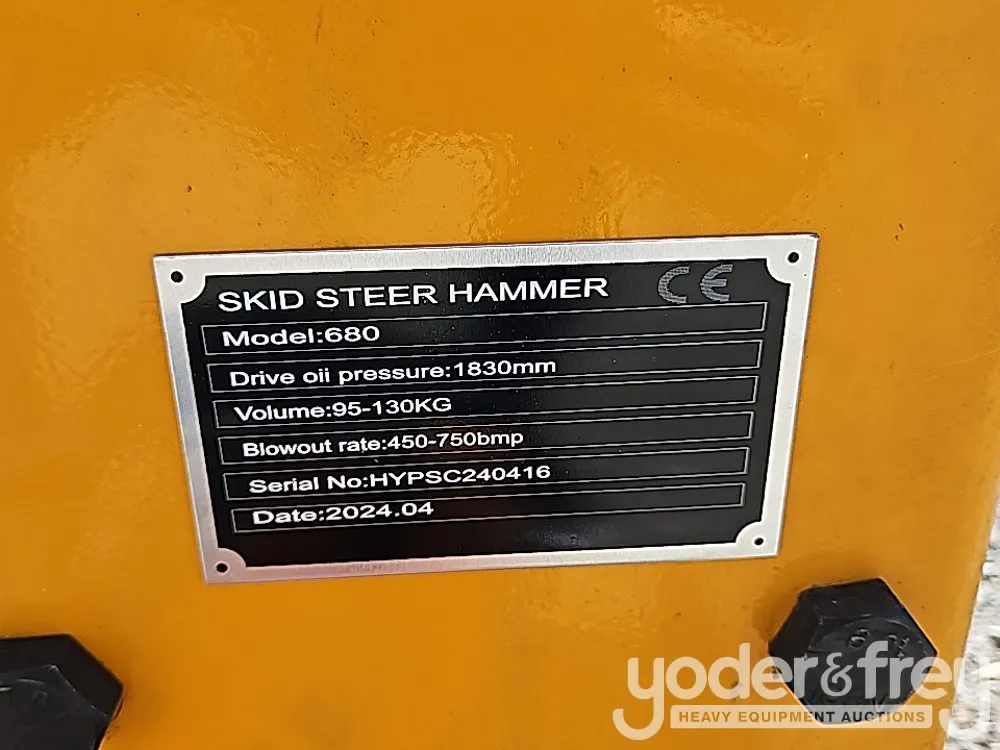 SKID STEER HAMMER CE
Model:680
Drive oii pressure:1830mm
Volume:95-130KG
Blowout rate:450-750bmp
Serial No:HYPSC240416
Date:2024.04
yoder&frey
HEAVY EQUIPMENT AUCTIONS